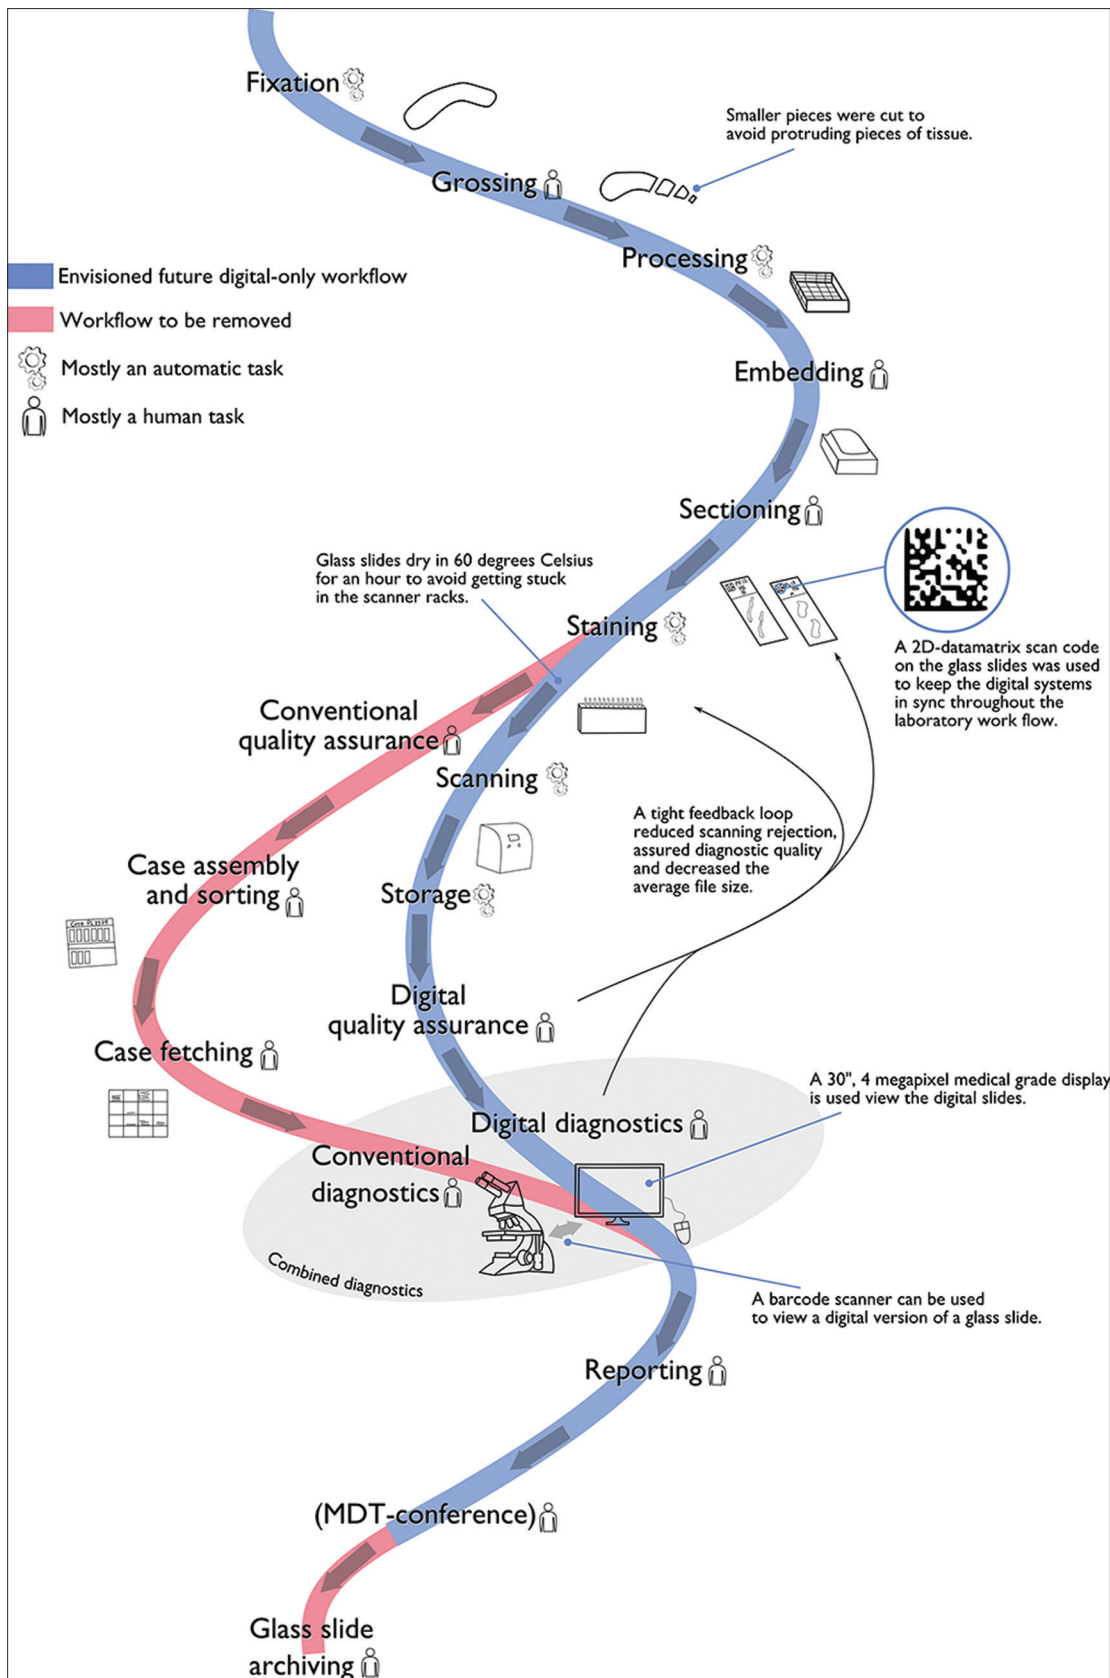 Fixation
Smaller pieces were cut to
avoid protruding pieces of tissue.
Grossing
Processing
Envisioned future digital-only workflow
Workflow to be removed
Mostly an automatic task
Mostly a human task
Embedding
Sectioning
Glass slides dry in 60 degrees Celsius
for an hour to avoid getting stuck
in the scanner racks.
Staining
A 2D-datamatrix scan code
on the glass slides was used
to keep the digital systems
in sync throughout the
laboratory work flow.
Conventional
quality assurance
Scanning
A tight feedback loop
reduced scanning rejection,
assured diagnostic quality
and decreased the
average file size.
Case assembly
and sorting
Storage
Digital
quality assurance
Case fetching
A 30", 4 megapixel medical grade display
is used view the digital slides.
Digital diagnostics
Conventional
diagnostics
Combined diagnostics
A barcode scanner can be used
to view a digital version of a glass slide.
Reporting
(MDT-conference)
Glass slide
archiving